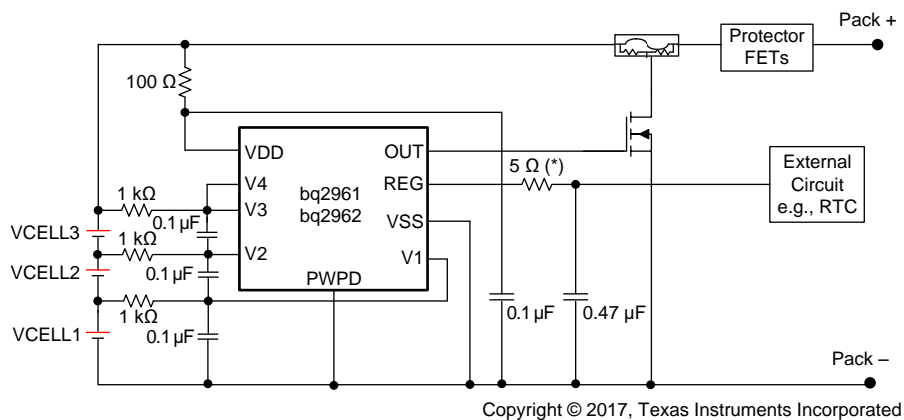 Pack +
Protector
FETs
100 Ω
VDD
OUT
5 Ω (*)
External
Circuit
e.g., RTC
V4
bq2961
REG
1 kΩ
V3
bq2962
0.1 µF
VSS
VCELL3
1 kΩ
V2
V1
VCELL2
0.1 µF
PWPD
1 kΩ
0.1 µF
0.47 µF
VCELL1
0.1 µF
Pack –
Copyright © 2017, Texas Instruments Incorporated